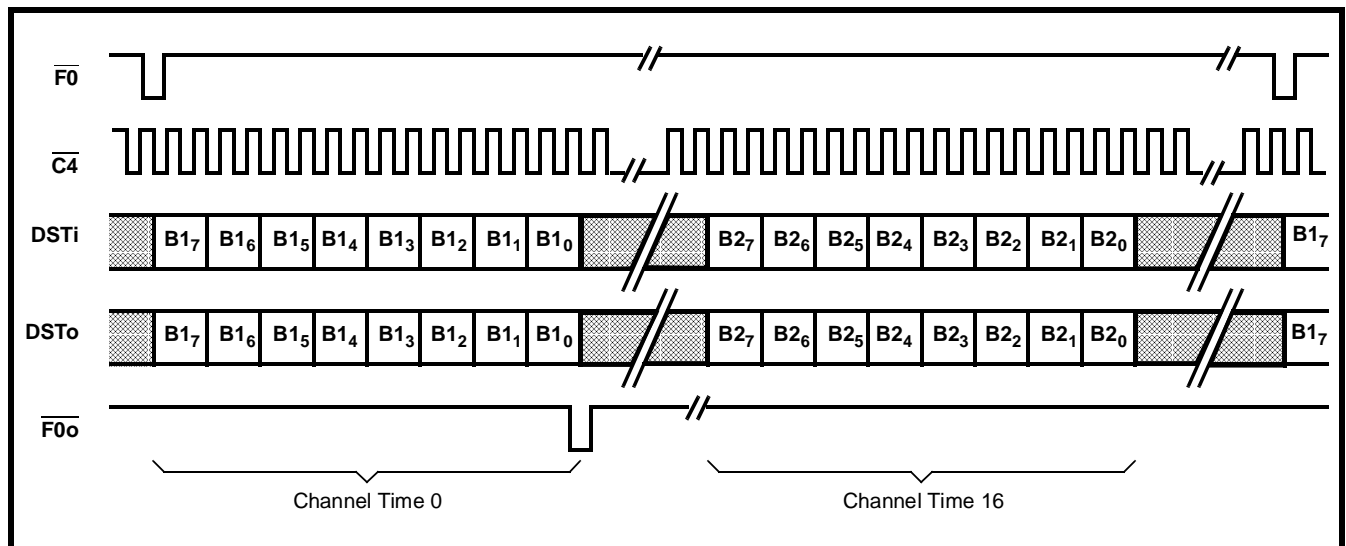 F0
C4
DSTi B17 B16 B15 B14 B13 B12 B11 B10 B27 B26 B25 B24 B23 B22 B21 B20 B17
DSTo B17 B16 B15 B14 B13 B12 B11 B10 B27 B26 B25 B24 B23 B22 B21 B20 B17
F0o
Channel Time 0 Channel Time 16